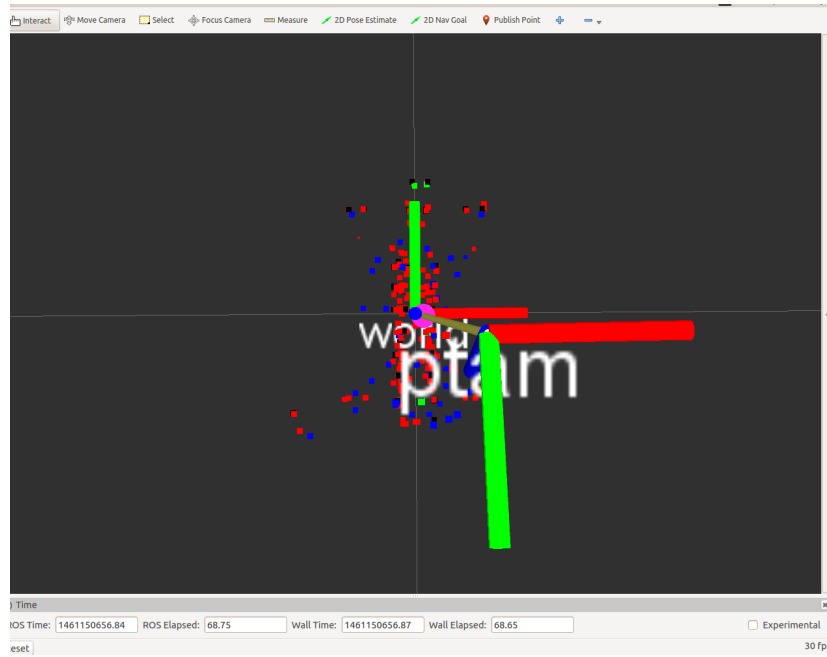 Interact Move Camera Select Focus Camera Measure 2D Pose Estimate 2D Nav Goal Publish Point
world
ptam
Time
ROS Time: 1461150656.84 ROS Elapsed: 68.75 Wall Time: 1461150656.87 Wall Elapsed: 68.65 Experimental
eset 30 fp